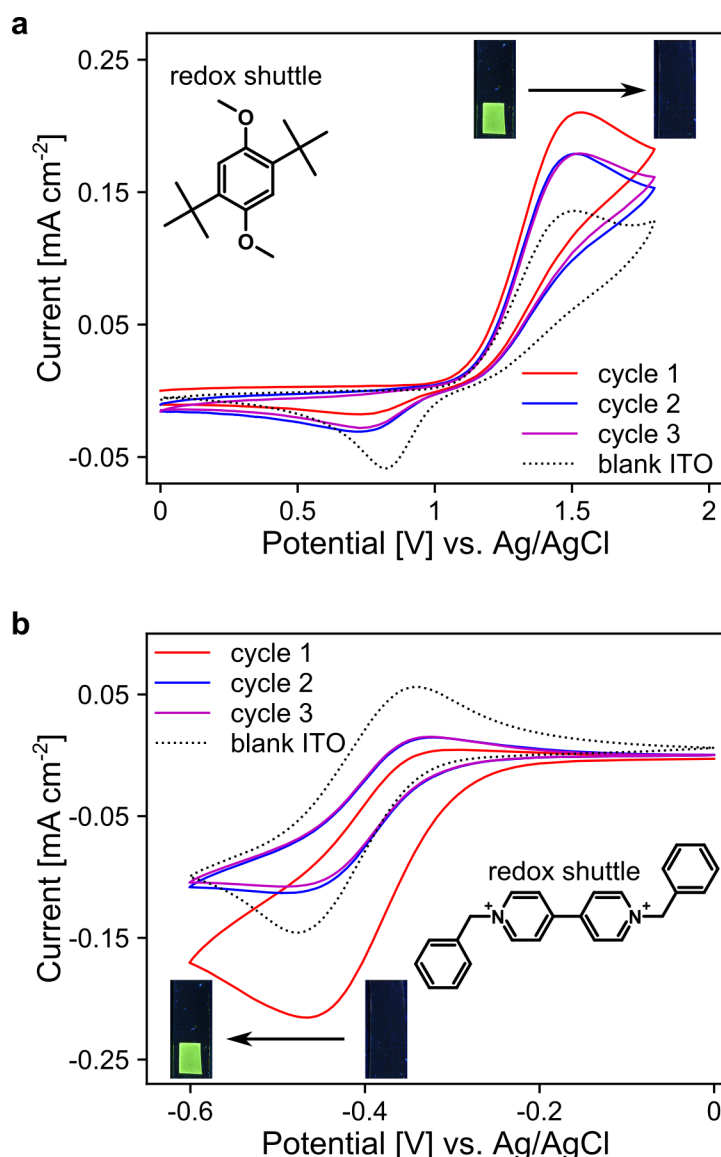 a
0.25
0.15
0.05
-0.05
Current [mA cm-2]
redox shuttle
O
O
cycle 1
cycle 2
cycle 3
blank ITO
0
0.5
1
1.5
2
Potential [V] vs. Ag/AgCl
b
cycle 1
cycle 2
cycle 3
blank ITO
0.05
-0.05
-0.15
-0.25
Current [mA cm-2]
redox shuttle
+
N
N
+
-0.6
-0.4
-0.2
0
Potential [V] vs. Ag/AgCl